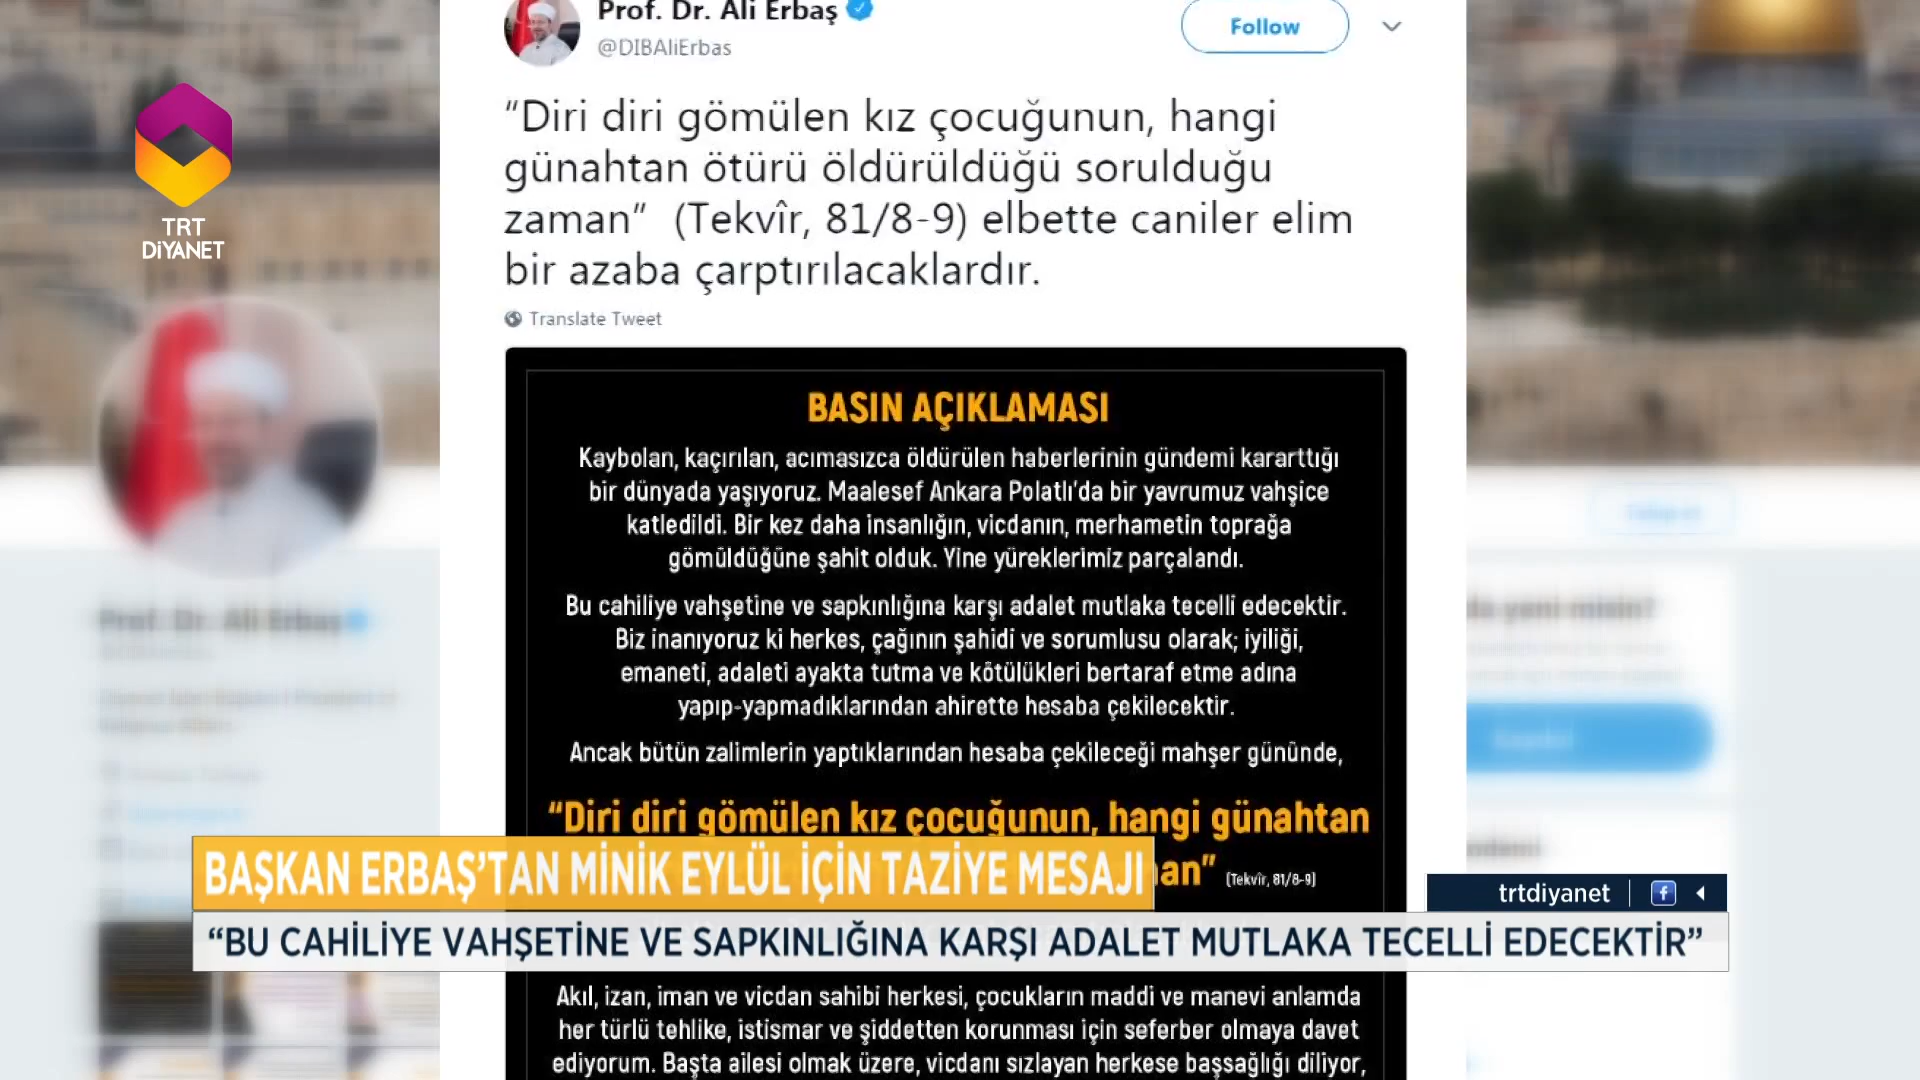 Prof. Dr. Ali Erbaş
@DIBAliErbas
Follow
TRT
DİYANET
“Diri diri gömülen kız çocuğunun, hangi
günahtan ötürü öldürüldüğü sorulduğu
zaman” (Tekvîr, 81/8-9) elbette caniler elim
bir azaba çarptırılacaklardır.
Translate Tweet
BASIN AÇIKLAMASI
Kaybolan, kaçırılan, acımasızca öldürülen haberlerinin gündemi kararttığı
bir dünyada yaşıyoruz. Maalesef Ankara Polatlı’da bir yavrumuz vahşice
katledildi. Bir kez daha insanlığın, vicdanın, merhametin toprağa
gömüldüğüne şahit olduk. Yine yüreklerimiz parçalandı.
Bu cahiliye vahşetine ve sapkınlığına karşı adalet mutlaka tecelli edecektir.
Biz inanıyoruz ki herkes, çağının şahidi ve sorumlusu olarak; iyiliği,
emaneti, adaleti ayakta tutma ve kötülükleri bertaraf etme adına
yapıp-yapmadıklarından ahirette hesaba çekilecektir.
Ancak bütün zalimlerin yaptıklarından hesaba çekileceği mahşer gününde,
“Diri diri gömülen kız çocuğunun, hangi günahtan
(Tekvîr, 81/8-9)
BAŞKAN ERBAŞ’TAN MİNİK EYLÜL İÇİN TAZİYE MESAJI
trtdiyanet
“BU CAHİLİYE VAHŞETİNE VE SAPKINLIĞINA KARŞI ADALET MUTLAKA TECELLİ EDECEKTİR”
Akıl, izan, iman ve vicdan sahibi herkesi, çocukların maddi ve manevi anlamda
her türlü tehlike, istismar ve şiddetten korunması için seferber olmaya davet
ediyorum. Başta ailesi olmak üzere, vicdanı sızlayan herkese başsağlığı diliyor,